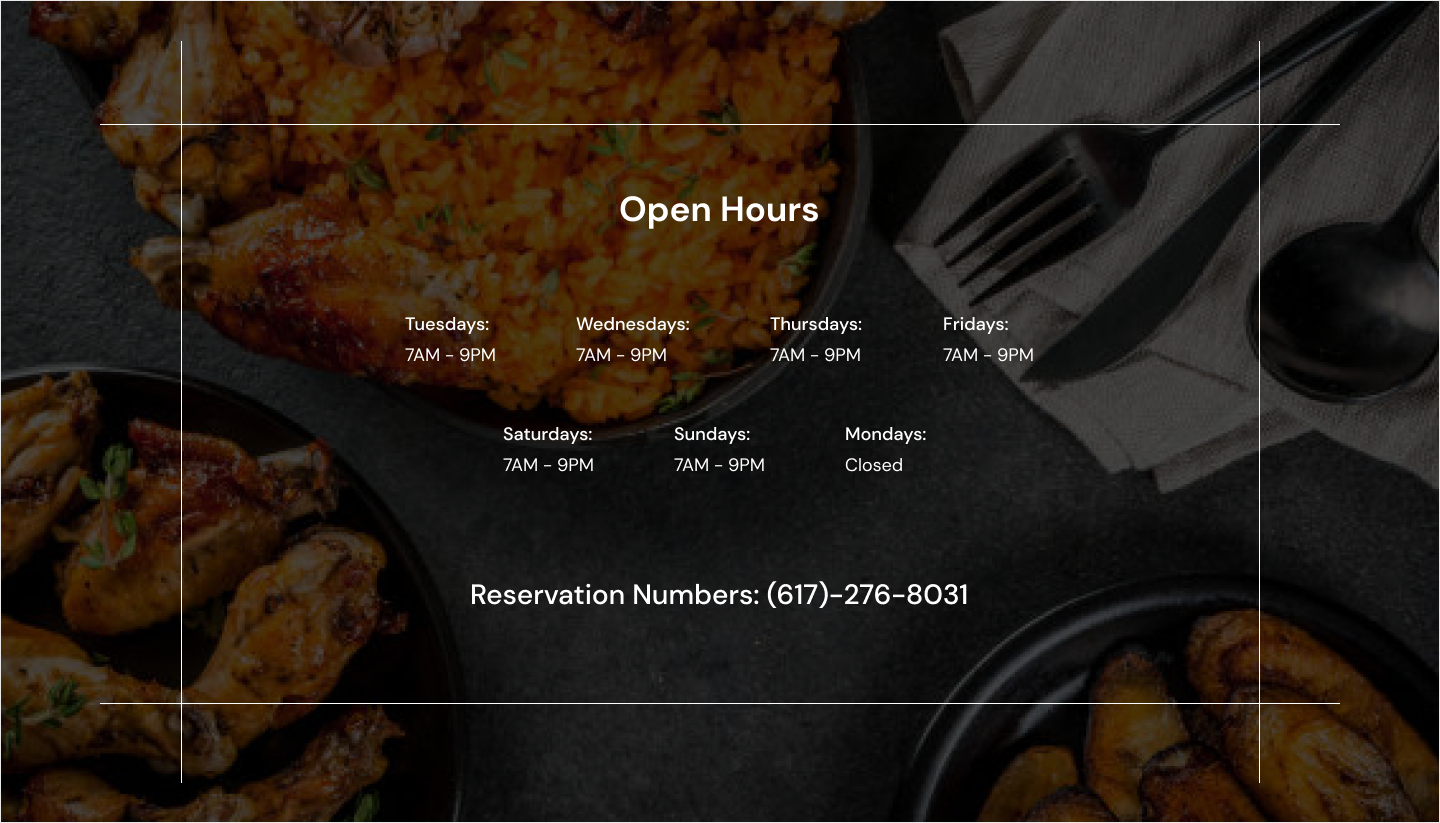 Open Hours
Tuesdays: Wednesdays: Thursdays: Fridays:
7AM - 9PM 7AM - 9PM 7AM - 9PM 7AM - 9PM
Saturdays: Sundays: Mondays:
7AM - 9PM 7AM - 9PM Closed
Reservation Numbers: (617)-276-8031